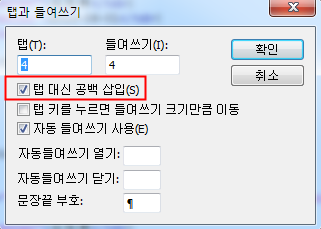 탭과 들여쓰기
탭(T): 들여쓰기(I):
4 4
확인
취소
탭 대신 공백 삽입(S)
탭 키를 누르면 들여쓰기 크기만큼 이동
자동 들여쓰기 사용(E)
자동들여쓰기 열기:
자동들여쓰기 닫기:
문장끝 부호: ¶